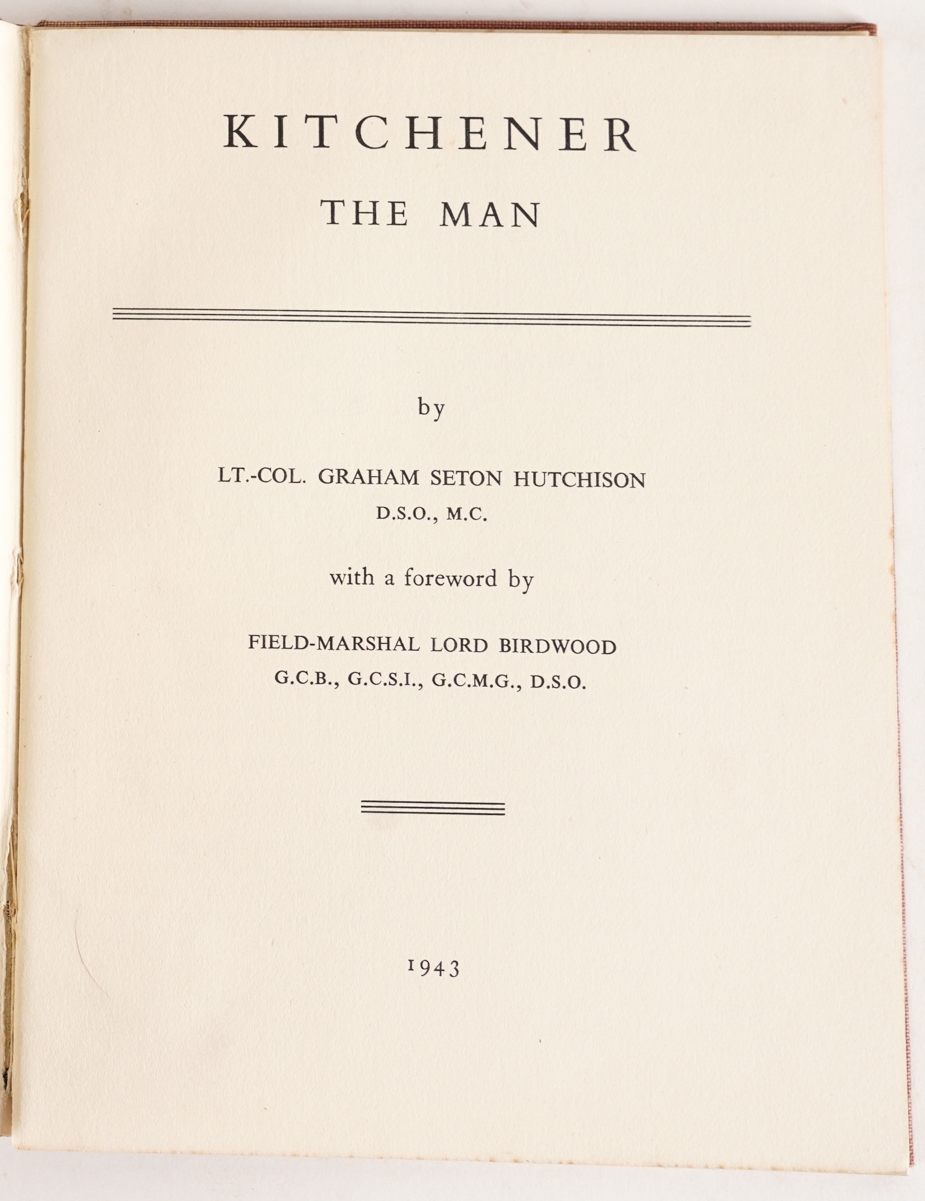 KITCHENER
THE MAN
by
LT.-COL. GRAHAM SETON HUTCHISON
D.S.O., M.C.
with a foreword by
FIELD-MARSHAL LORD BIRDWOOD
G.C.B., G.C.S.I., G.C.M.G., D.S.O.
1943